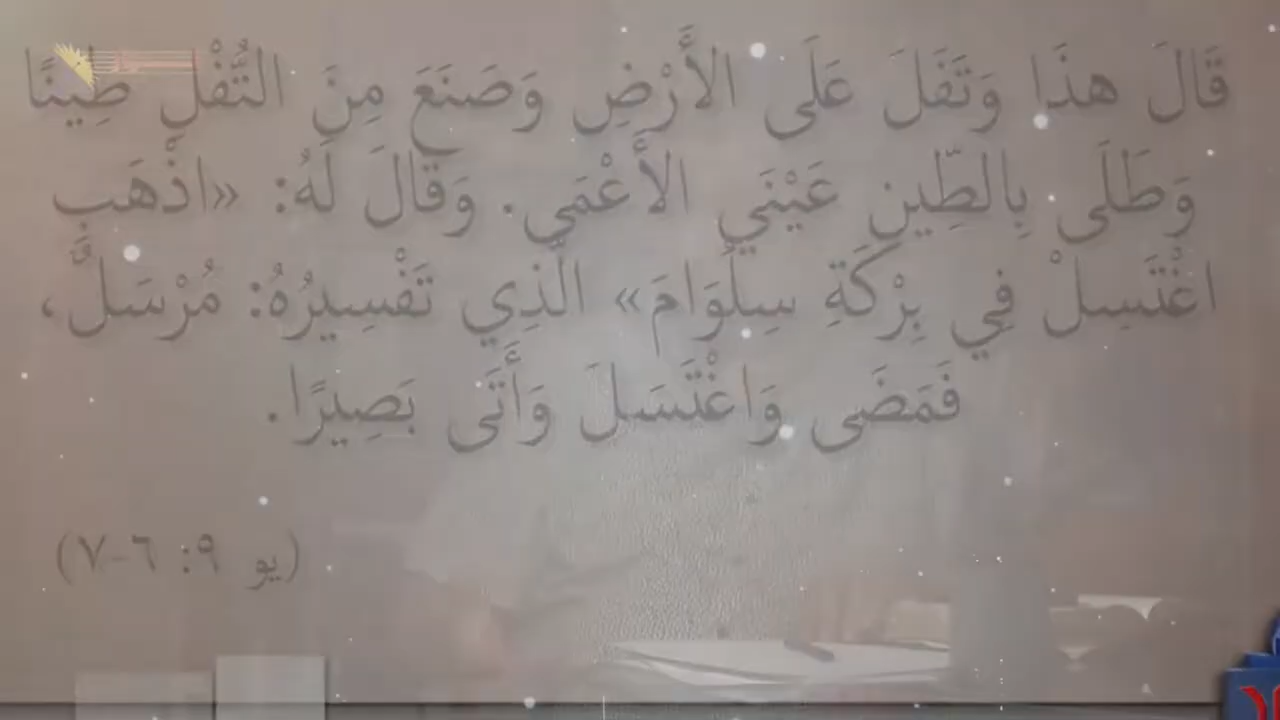 قَالَ هذَا وَتَفَلَ عَلَى الأَرْضِ وَصَنَعَ مِنَ التُّفْلِ طِينًا
وَطَلَى بِالطِّينِ عَيْنَيِ الأَعْمَى. وَقَالَ لَهُ: «اذْهَبِ
اغْتَسِلْ فِي بِرْكَةِ سِلْوَامَ» الَّذِي تَفْسِيرُهُ: مُرْسَلٌ،
فَمَضَى وَاغْتَسَلَ وَأَتَى بَصِيرًا.
(يو ٩: ٦-٧)